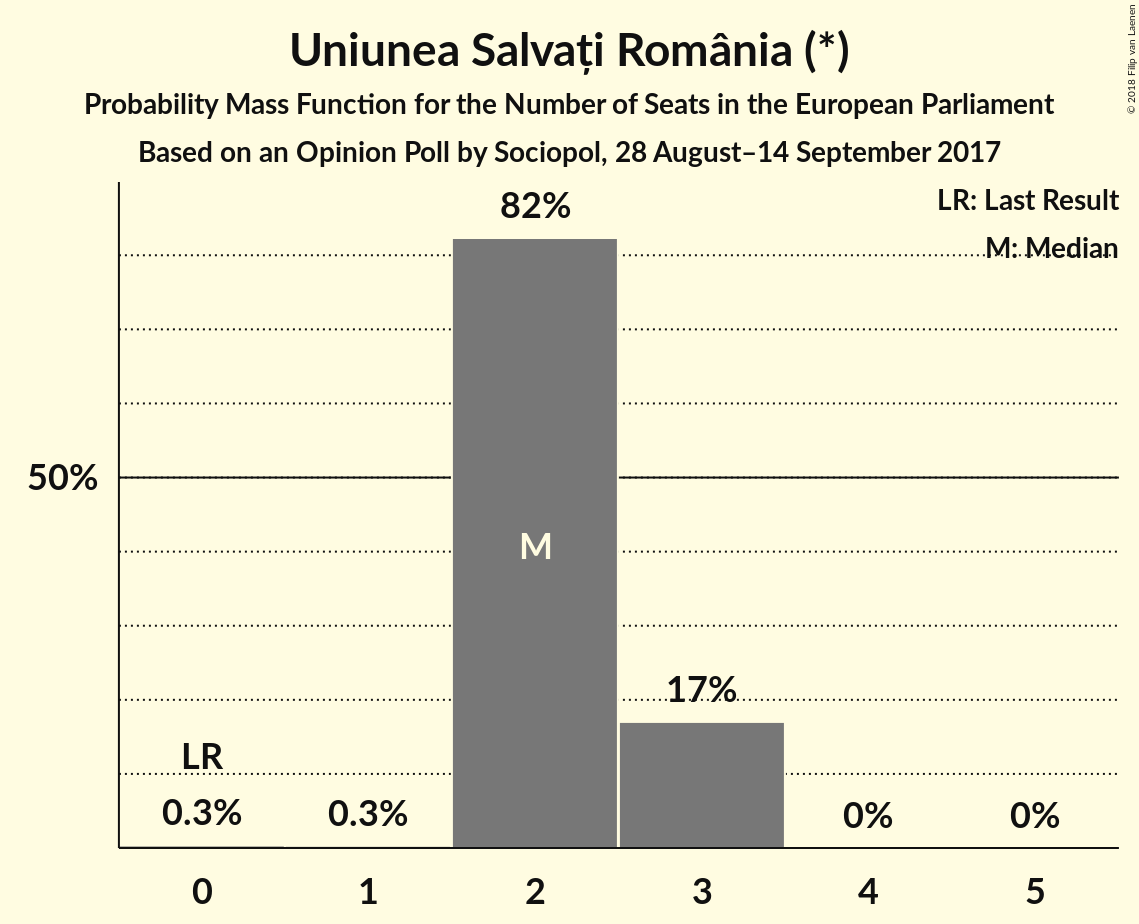 Uniunea Salvați România (*)
Probability Mass Function for the Number of Seats in the European Parliament
Based on an Opinion Poll by Sociopol, 28 August–14 September 2017
© 2018 Filip van Laenen
LR: Last Result
M: Median
82%
50%
M
17%
LR
0.3%
0.3%
0%
0%
0
1
2
3
4
5